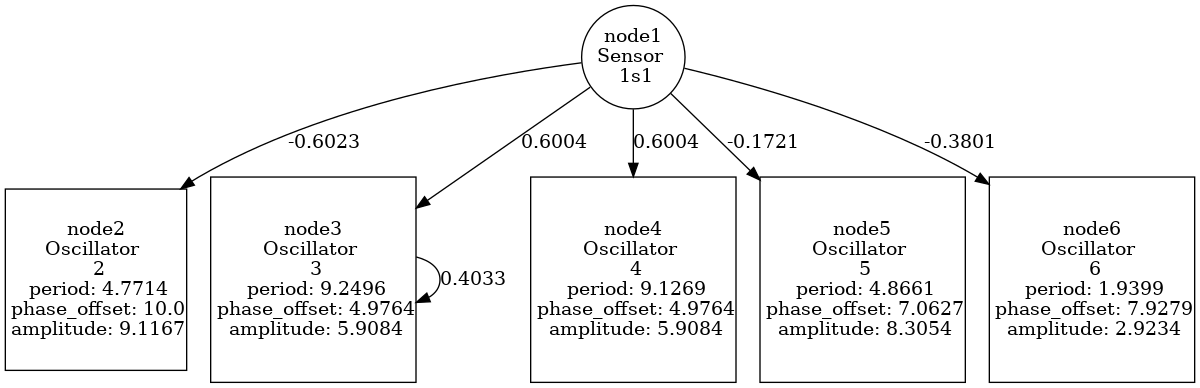 node1
Sensor
1s1
-0.6023
0.6004
0.6004
-0.1721
-0.3801
node2
Oscillator
2
period: 4.7714
phase_offset: 10.0
amplitude: 9.1167
node3
Oscillator
3
period: 9.2496
phase_offset: 4.9764
amplitude: 5.9084
0.4033
node4
Oscillator
4
period: 9.1269
phase_offset: 4.9764
amplitude: 5.9084
node5
Oscillator
5
period: 4.8661
phase_offset: 7.0627
amplitude: 8.3054
node6
Oscillator
6
period: 1.9399
phase_offset: 7.9279
amplitude: 2.9234